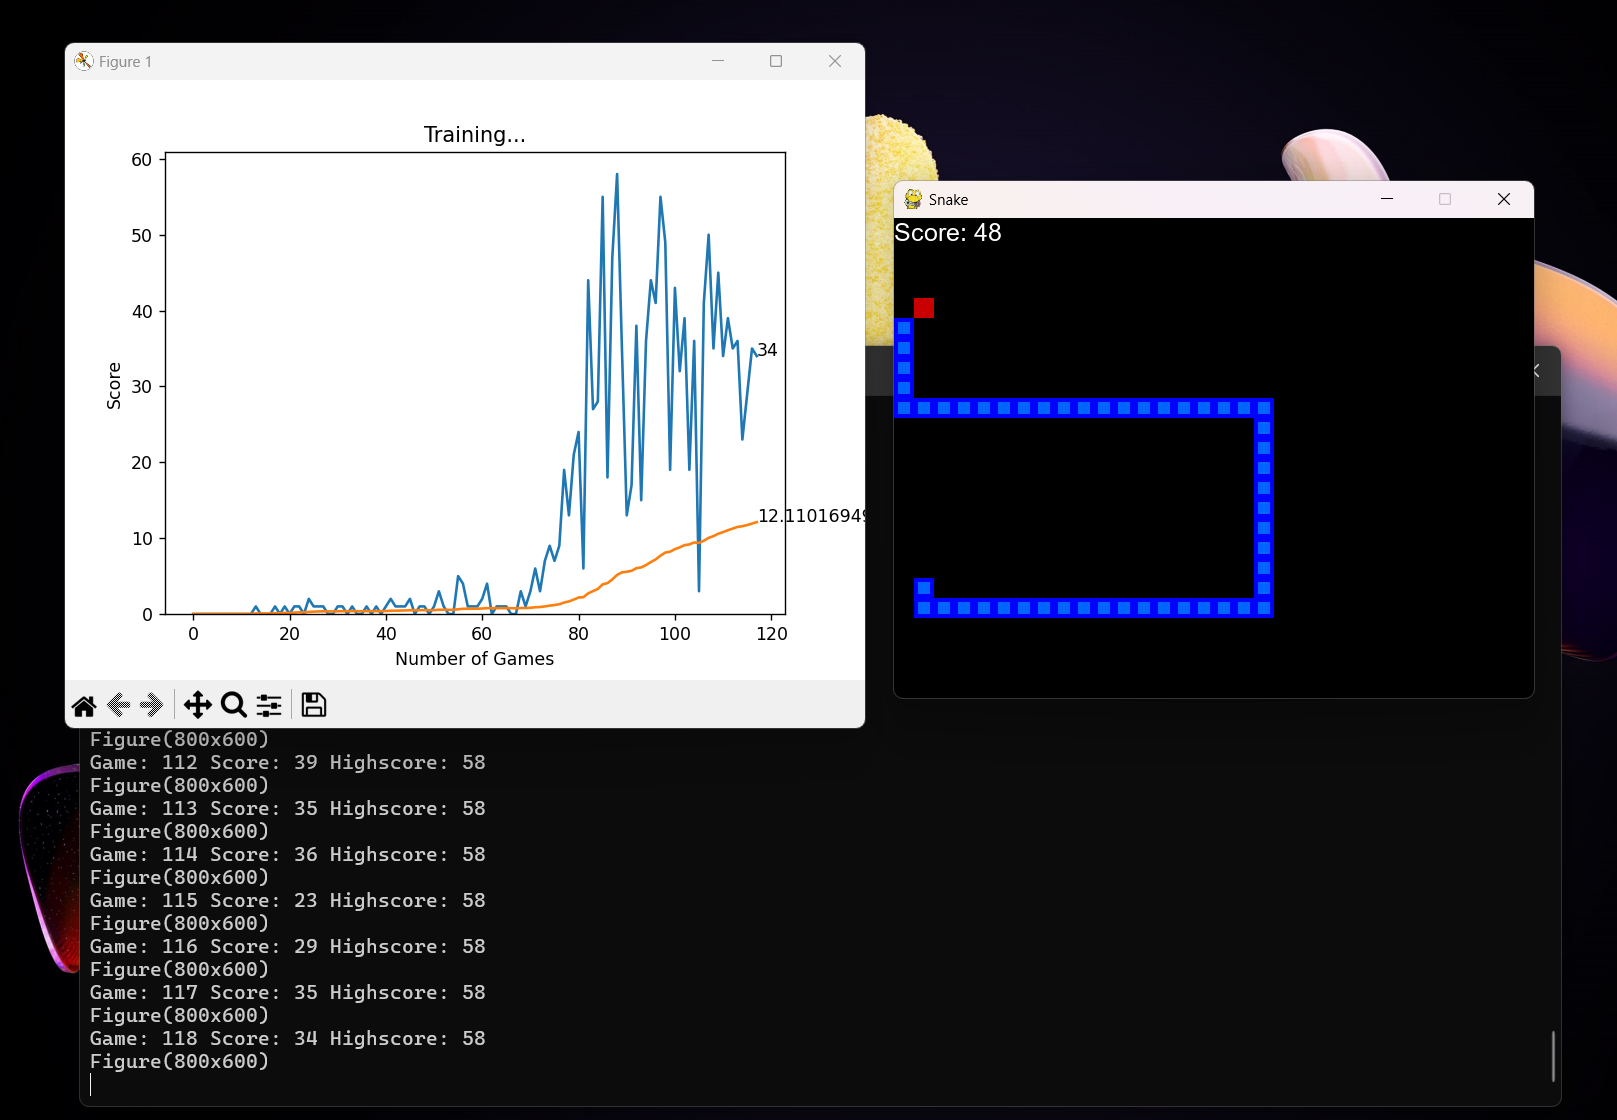 Figure 1
Training...
60
50
40
30
20
10
0
Score
34
12.11016949
0 20 40 60 80 100 120
Number of Games
Snake
Score: 48
Figure(800x600)
Game: 112 Score: 39 Highscore: 58
Figure(800x600)
Game: 113 Score: 35 Highscore: 58
Figure(800x600)
Game: 114 Score: 36 Highscore: 58
Figure(800x600)
Game: 115 Score: 23 Highscore: 58
Figure(800x600)
Game: 116 Score: 29 Highscore: 58
Figure(800x600)
Game: 117 Score: 35 Highscore: 58
Figure(800x600)
Game: 118 Score: 34 Highscore: 58
Figure(800x600)